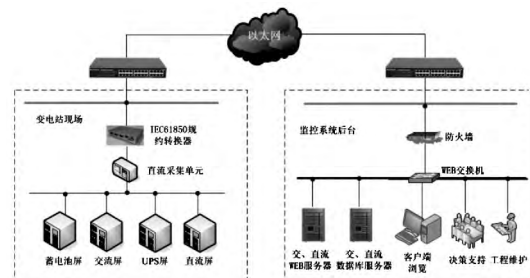 以太网
变电站现场
IEC61850规
约转换器
直流采集单元
蓄电池屏
交流屏
UPS屏
直流屏
监控系统后台
防火墙
WEB交换机
交、直流
WEB服务器
交、直流
数据库服务器
客户端
浏览
决策支持
工程维护